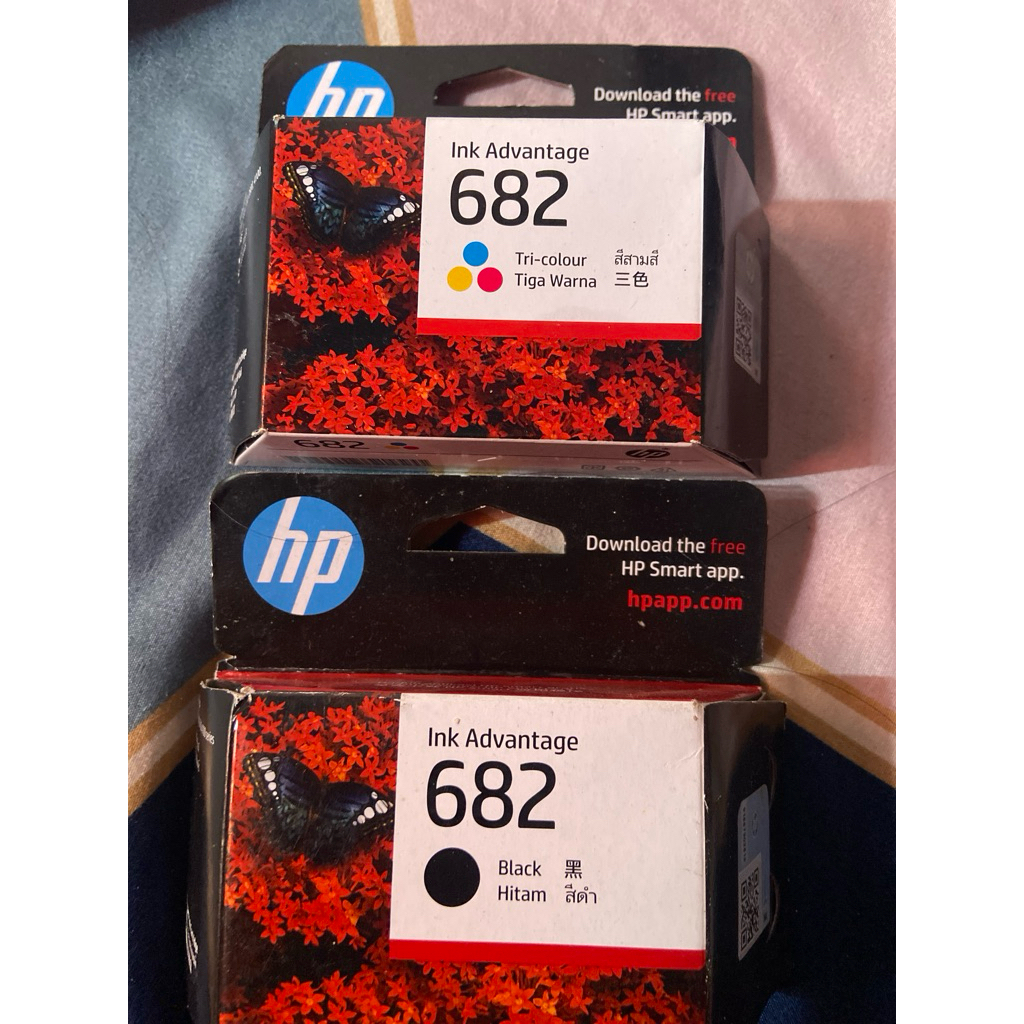 hp
Download the free
HP Smart app.
Ink Advantage
682
Tri-colour สีสามสี
Tiga Warna 三色
682
hp
hp
Download the free
HP Smart app.
hpapp.com
Ink Advantage
682
Black 黑
Hitam สีดำ